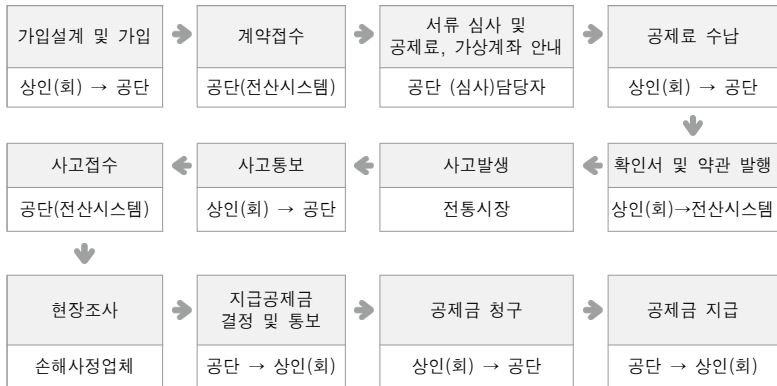 가입설계 및 가입
상인(회) → 공단
계약접수
공단(전산시스템)
서류 심사 및
공제료, 가상계좌 안내
공단 (심사)담당자
공제료 수납
상인(회) → 공단
확인서 및 약관 발행
상인(회)→전산시스템
사고발생
전통시장
사고통보
상인(회) → 공단
사고접수
공단(전산시스템)
현장조사
손해사정업체
지급공제금
결정 및 통보
공단 → 상인(회)
공제금 청구
상인(회) → 공단
공제금 지급
공단 → 상인(회)